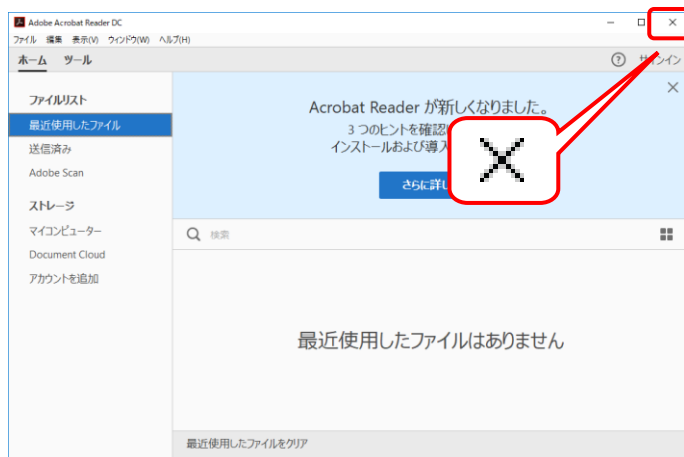 Adobe Acrobat Reader DC
ファイル 編集 表示(V) ウィンドウ(W) ヘルプ(H)
ホーム ツール
サインイン
ファイルリスト
最近使用したファイル
送信済み
Adobe Scan
ストレージ
マイコンピューター
Document Cloud
アカウントを追加
Acrobat Reader が新しくなりました。
3 つのヒントを確認
インストールおよび導入
さらに詳し
検索
最近使用したファイルはありません
最近使用したファイルをクリア